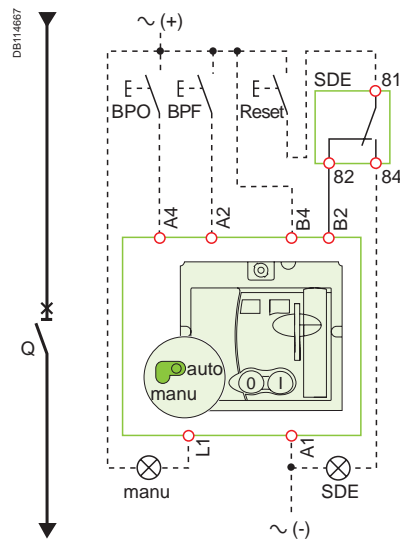 DB114667
∼ (+)
SDE
81
BPO
BPF
Reset
82
84
A4
A2
B4
B2
Q
auto
manu
0
I
L1
A1
manu
SDE
∼ (-)